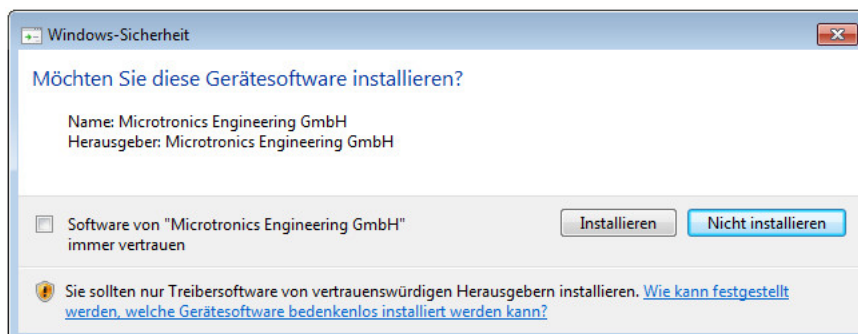 Windows-Sicherheit
Möchten Sie diese Gerätesoftware installieren?
Name: Microtronics Engineering GmbH
Herausgeber: Microtronics Engineering GmbH
Software von "Microtronics Engineering GmbH"
immer vertrauen
Installieren
Nicht installieren
Sie sollten nur Treibersoftware von vertrauenswürdigen Herausgebern installieren. Wie kann festgestellt
werden, welche Gerätesoftware bedenkenlos installiert werden kann?